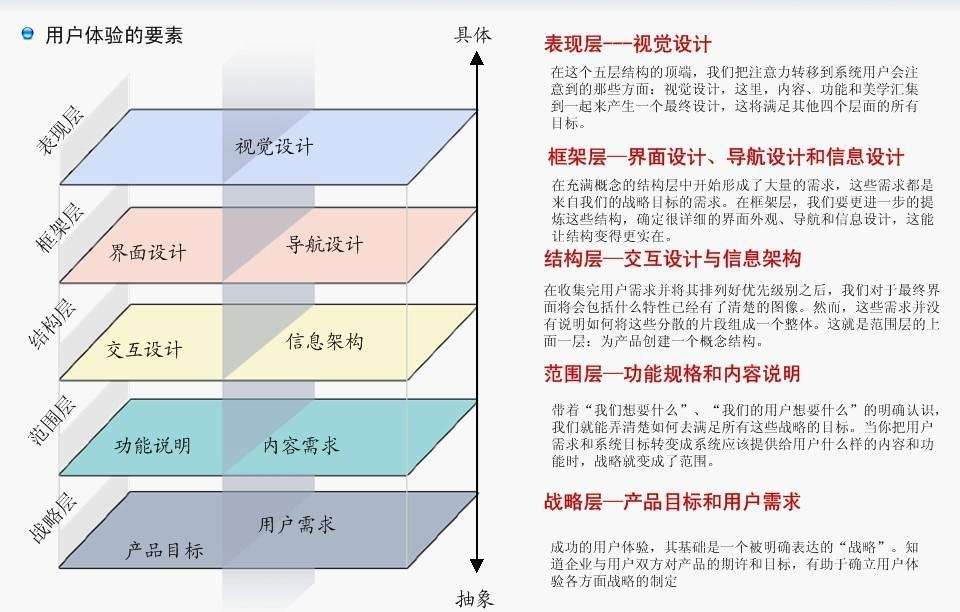 用户体验的要素
具体
表现层
视觉设计
框架层
界面设计
导航设计
结构层
交互设计
信息架构
范围层
功能说明
内容需求
战略层
用户需求
产品目标
抽象
表现层---视觉设计
在这个五层结构的顶端，我们把注意力转移到系统用户会注
意到的那些方面：视觉设计，这里，内容、功能和美学汇集
到一起来产生一个最终设计，这将满足其他四个层面的所有
目标。
框架层—界面设计、导航设计和信息设计
在充满概念的结构层中开始形成了大量的需求，这些需求都是
来自我们的战略目标的需求。在框架层，我们要更进一步的提
炼这些结构，确定很详细的界面外观、导航和信息设计，这能
让结构变得更实在。
结构层—交互设计与信息架构
在收集完用户需求并将其排列好优先级别之后，我们对于最终界
面将会包括什么特性已经有了清楚的图像。然而，这些需求并没
有说明如何将这些分散的片段组成一个整体。这就是范围层的上
面一层：为产品创建一个概念结构。
范围层—功能规格和内容说明
带着“我们想要什么”、“我们的用户想要什么”的明确认识，
我们就能弄清楚如何去满足所有这些战略的目标。当你把用户
需求和系统目标转变成系统应该提供给用户什么样的内容和功
能时，战略就变成了范围。
战略层—产品目标和用户需求
成功的用户体验，其基础是一个被明确表达的“战略”。知
道企业与用户双方对产品的期许和目标，有助于确立用户体
验各方面战略的制定